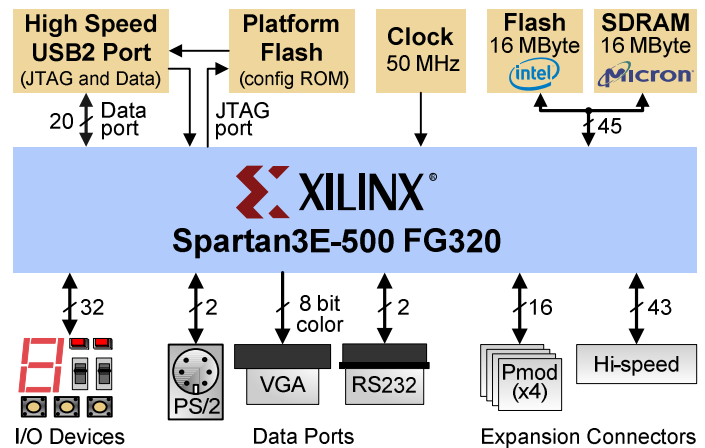 High Speed
USB2 Port
(JTAG and Data)
Platform
Flash
(config ROM)
Clock
50 MHz
Flash
16 MByte
intel
SDRAM
16 MByte
Micron
20
Data
port
JTAG
port
45
XILINX®
Spartan3E-500 FG320
32
2
8 bit
color
2
16
43
PS/2
VGA
RS232
Pmod
(x4)
Hi-speed
I/O Devices
Data Ports
Expansion Connectors